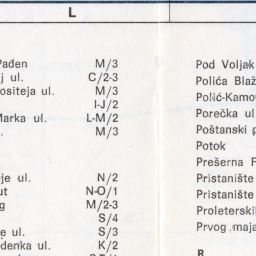 L
Pađen M/3
j ul. C/2-3
ositeja ul. M/3
I-J/2
Marka ul. L-M/2
. M/3
je ul. N/2
ut N-O/1
g M/2-3
S/4
e ul. S/3
denka ul. K/2
Pod Voljak
Polića Blaž
Polić-Kamo
Porečka ul
Poštanski p
Potok
Prešerna F
Pristanište
Pristanište
Proleterskih
Prvog maja
R